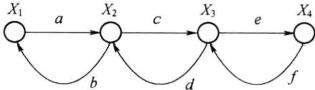 X₁ X₂ X₃ X₄
a c e
b d f